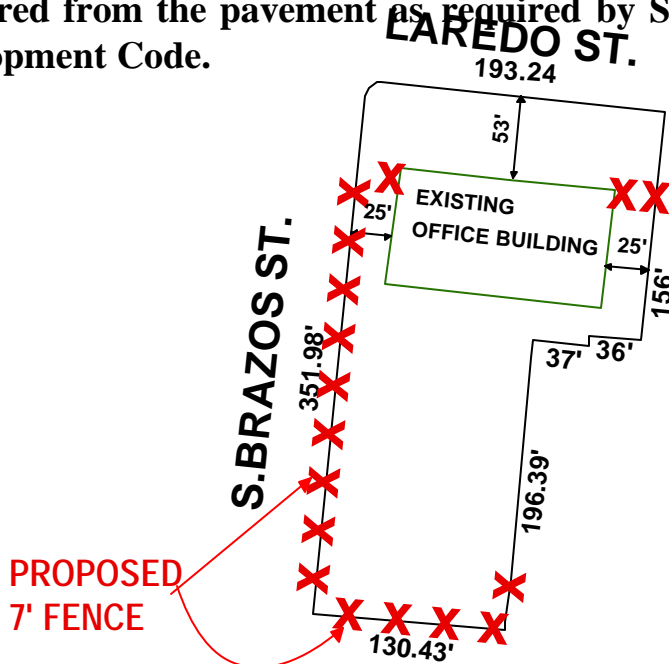 red from the pavement as required by S
opment Code.
LAREDO ST.
193.24
53'
EXISTING
OFFICE BUILDING
25'
25'
156'
S.BRAZOS ST.
351.98'
37'
36'
196.39'
PROPOSED
7' FENCE
130.43'